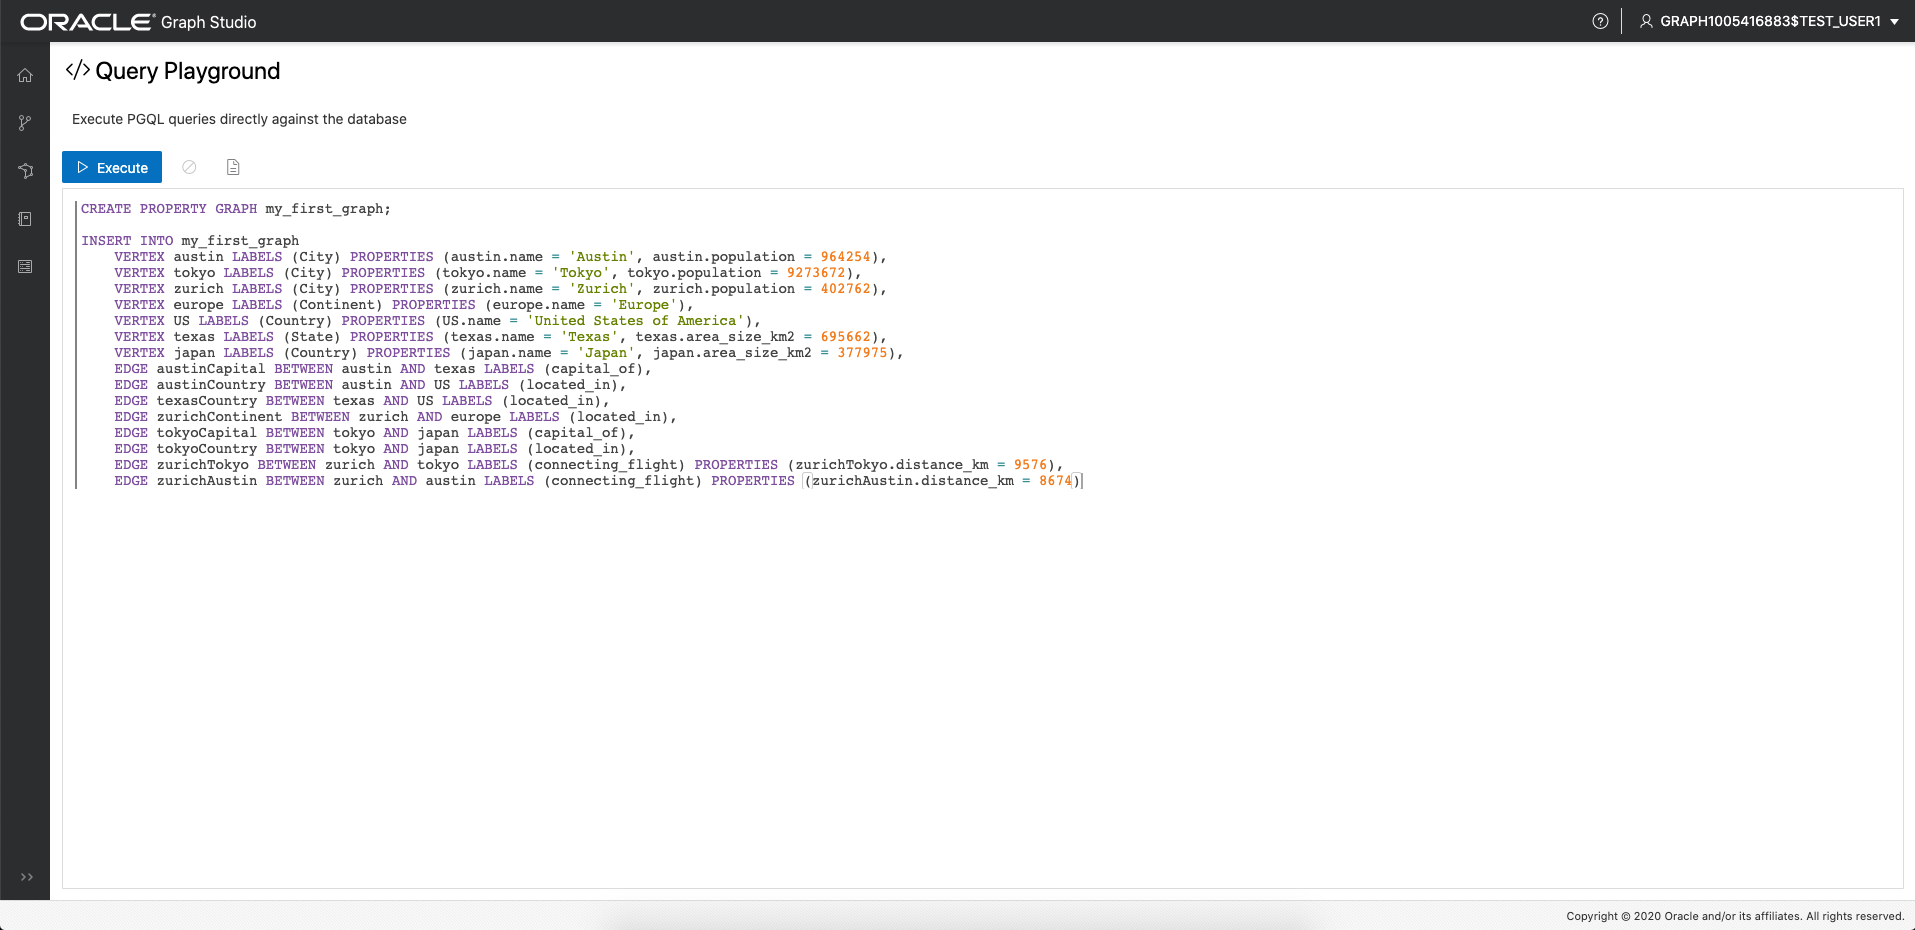 ORACLE® Graph Studio
? GRAPH1005416883$TEST_USER1
</> Query Playground
Execute PGQL queries directly against the database
Execute
CREATE PROPERTY GRAPH my_first_graph;
INSERT INTO my_first_graph
VERTEX austin LABELS (City) PROPERTIES (austin.name = 'Austin', austin.population = 964254),
VERTEX tokyo LABELS (City) PROPERTIES (tokyo.name = 'Tokyo', tokyo.population = 9273672),
VERTEX zurich LABELS (City) PROPERTIES (zurich.name = 'Zurich', zurich.population = 402762),
VERTEX europe LABELS (Continent) PROPERTIES (europe.name = 'Europe'),
VERTEX US LABELS (Country) PROPERTIES (US.name = 'United States of America'),
VERTEX texas LABELS (State) PROPERTIES (texas.name = 'Texas', texas.area_size_km2 = 695662),
VERTEX japan LABELS (Country) PROPERTIES (japan.name = 'Japan', japan.area_size_km2 = 377975),
EDGE austinCapital BETWEEN austin AND texas LABELS (capital_of),
EDGE austinCountry BETWEEN austin AND US LABELS (located_in),
EDGE texasCountry BETWEEN texas AND US LABELS (located_in),
EDGE zurichContinent BETWEEN zurich AND europe LABELS (located_in),
EDGE tokyoCapital BETWEEN tokyo AND japan LABELS (capital_of),
EDGE tokyoCountry BETWEEN tokyo AND japan LABELS (located_in),
EDGE zurichTokyo BETWEEN zurich AND tokyo LABELS (connecting_flight) PROPERTIES (zurichTokyo.distance_km = 9576),
EDGE zurichAustin BETWEEN zurich AND austin LABELS (connecting_flight) PROPERTIES (zurichAustin.distance_km = 8674)
Copyright © 2020 Oracle and/or its affiliates. All rights reserved.